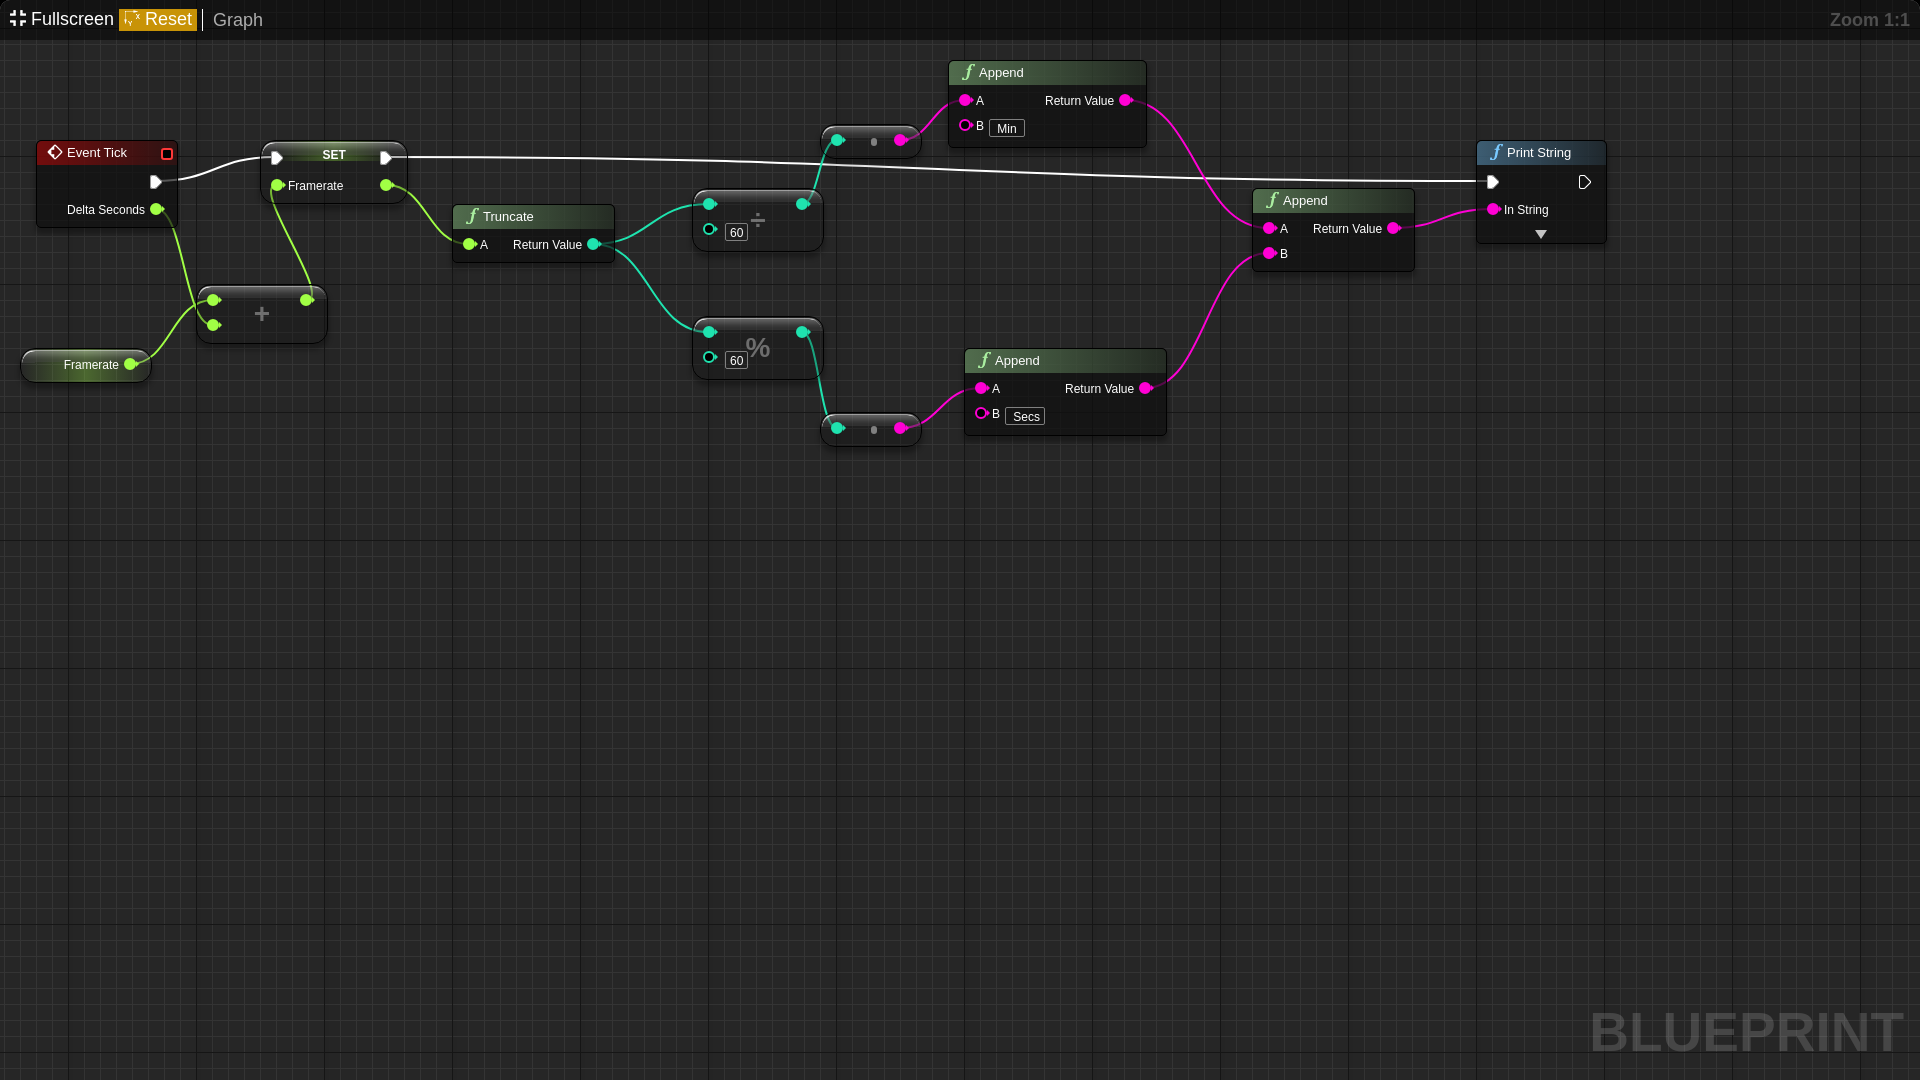 Fullscreen Reset Graph Zoom 1:1
Append
A Return Value
B Min
Event Tick
Delta Seconds
SET
Framerate
Print String
In String
Truncate
A Return Value
60 ÷
Append
A Return Value
B
+
Framerate
60 %
Append
A Return Value
B Secs
BLUEPRINT